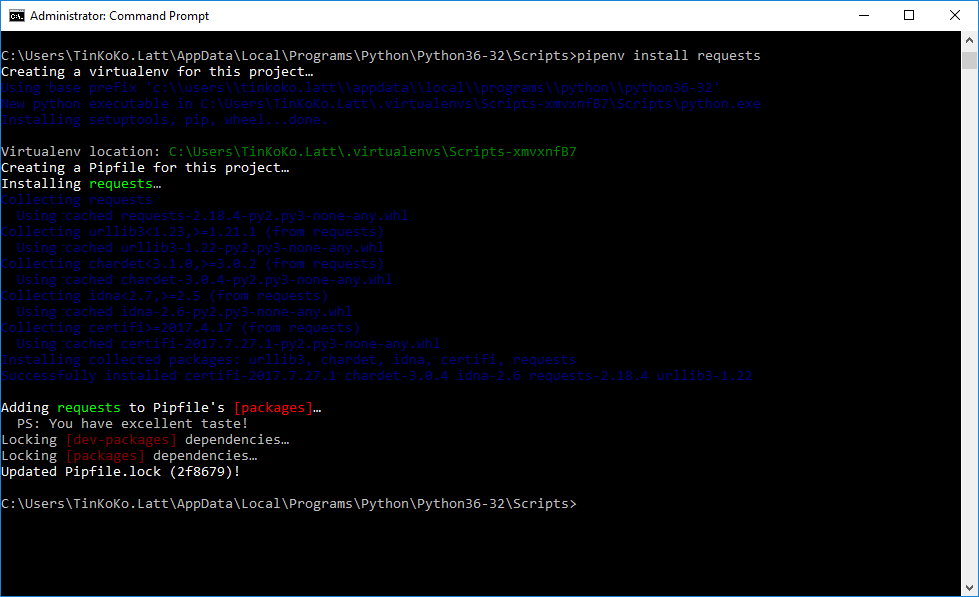 Administrator: Command Prompt
C:\Users\TinKoKo.Latt\AppData\Local\Programs\Python\Python36-32\Scripts>pipenv install requests
Creating a virtualenv for this project…
Using base prefix 'c:\\users\\tinkoko.latt\\appdata\\local\\programs\\python\\python36-32'
New python executable in C:\Users\TinKoKo.Latt\.virtualenvs\Scripts-xmvxnfB7\Scripts\python.exe
Installing setuptools, pip, wheel...done.
Virtualenv location: C:\Users\TinKoKo.Latt\.virtualenvs\Scripts-xmvxnfB7
Creating a Pipfile for this project…
Installing requests…
Collecting requests
Using cached requests-2.18.4-py2.py3-none-any.whl
Collecting urllib3<1.23,>=1.21.1 (from requests)
Using cached urllib3-1.22-py2.py3-none-any.whl
Collecting chardet<3.1.0,>=3.0.2 (from requests)
Using cached chardet-3.0.4-py2.py3-none-any.whl
Collecting idna<2.7,>=2.5 (from requests)
Using cached idna-2.6-py2.py3-none-any.whl
Collecting certifi>=2017.4.17 (from requests)
Using cached certifi-2017.7.27.1-py2.py3-none-any.whl
Installing collected packages: urllib3, chardet, idna, certifi, requests
Successfully installed certifi-2017.7.27.1 chardet-3.0.4 idna-2.6 requests-2.18.4 urllib3-1.22
Adding requests to Pipfile's [packages]…
PS: You have excellent taste!
Locking [dev-packages] dependencies…
Locking [packages] dependencies…
Updated Pipfile.lock (2f8679)!
C:\Users\TinKoKo.Latt\AppData\Local\Programs\Python\Python36-32\Scripts>